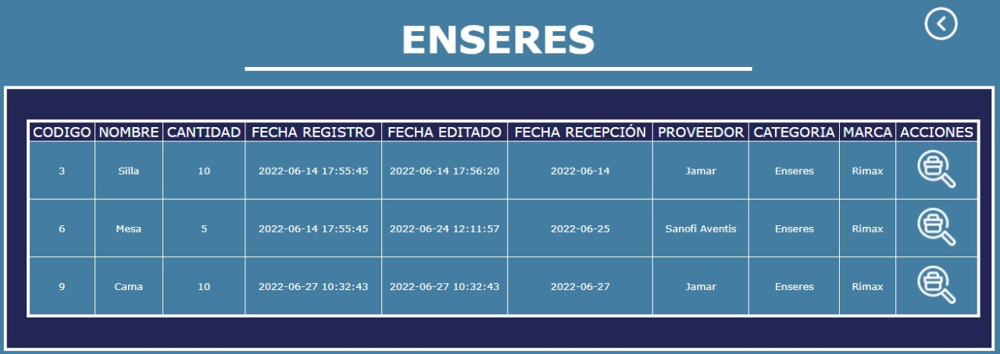 ENSERES
CODIGO NOMBRE CANTIDAD FECHA REGISTRO FECHA EDITADO FECHA RECEPCIÓN PROVEEDOR CATEGORIA MARCA ACCIONES
3 Silla 10 2022-06-14 17:55:45 2022-06-14 17:56:20 2022-06-14 Jamar Enseres Rimax
6 Mesa 5 2022-06-14 17:55:45 2022-06-24 12:11:57 2022-06-25 Sanofi Aventis Enseres Rimax
9 Cama 10 2022-06-27 10:32:43 2022-06-27 10:32:43 2022-06-27 Jamar Enseres Rimax